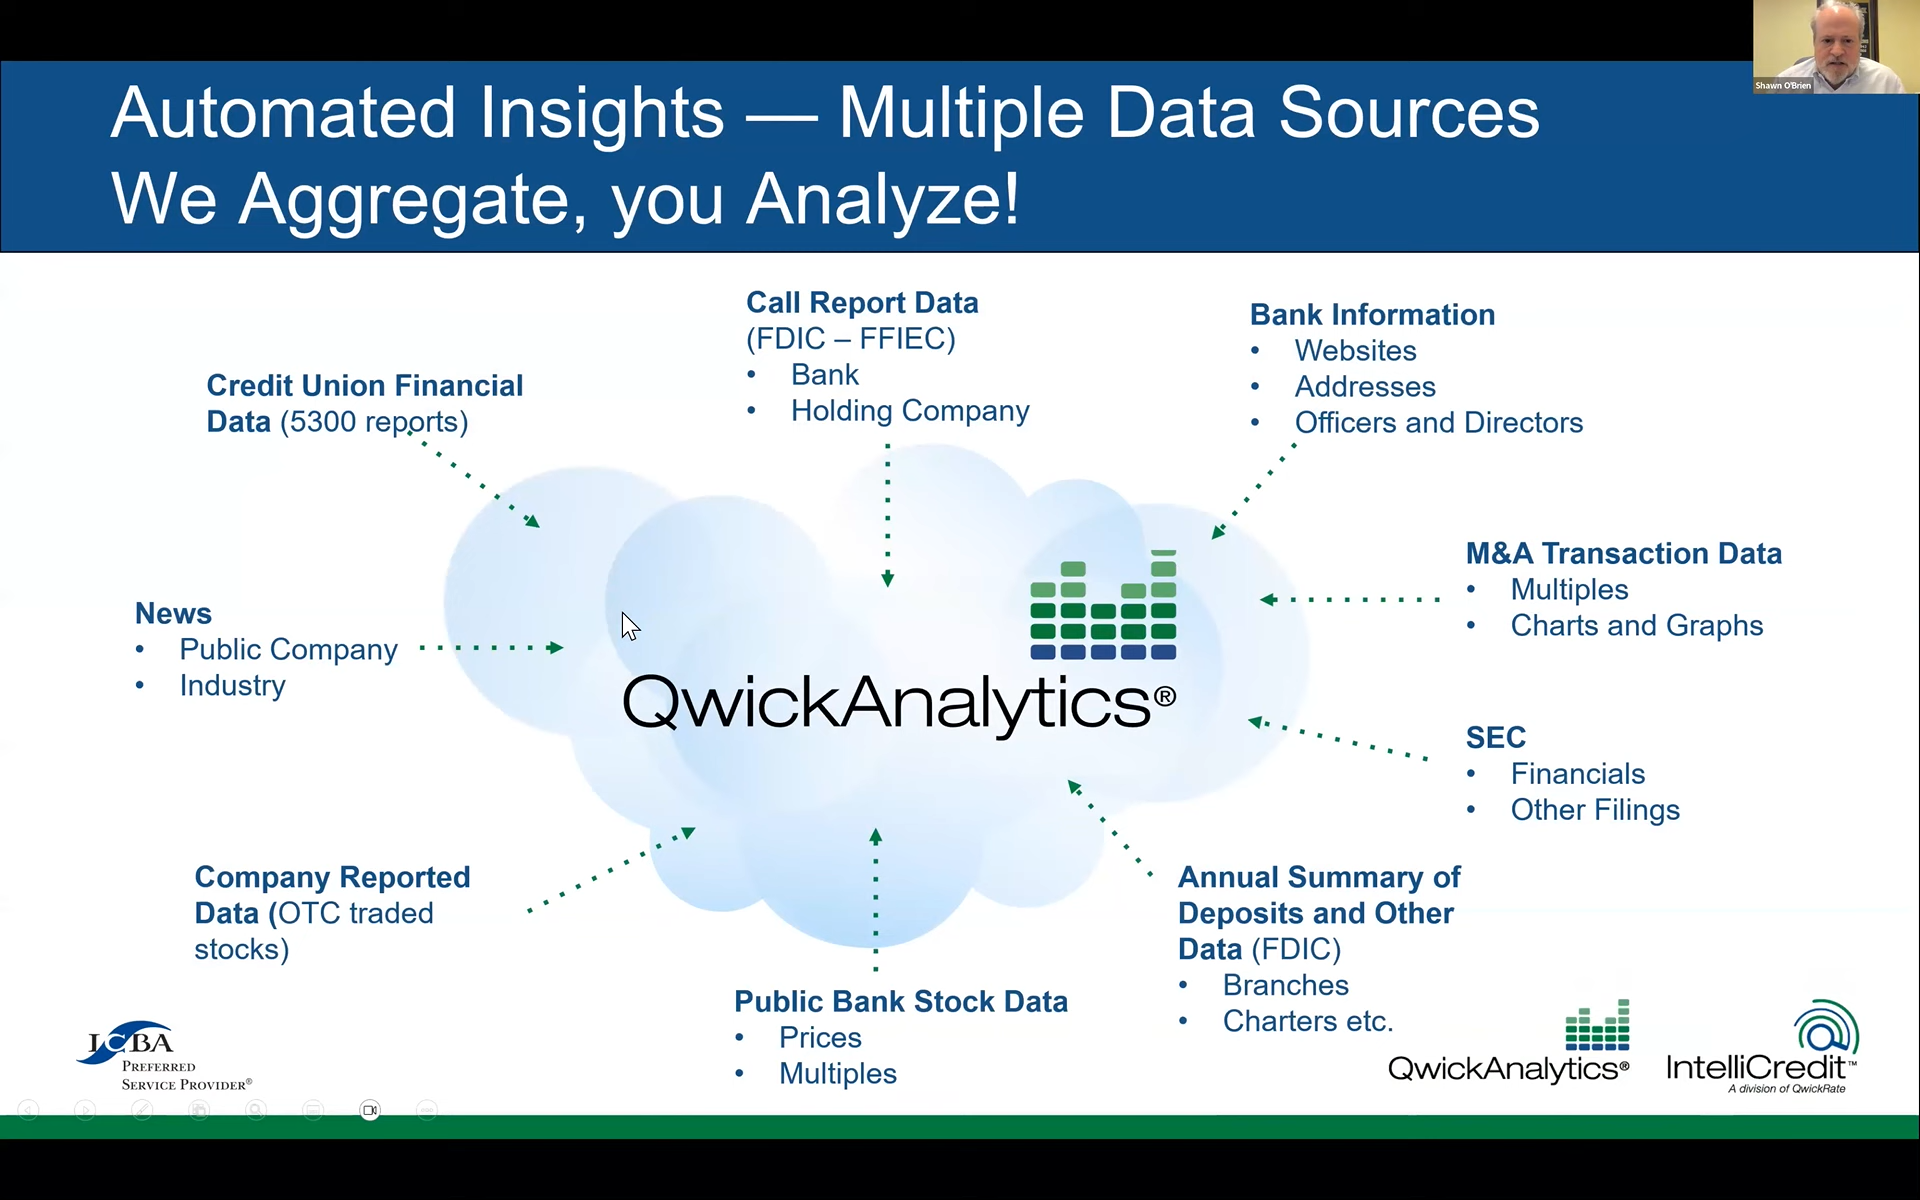 Shawn O'Brien
Automated Insights — Multiple Data Sources
We Aggregate, you Analyze!
Call Report Data
(FDIC – FFIEC)
• Bank
• Holding Company
Bank Information
• Websites
• Addresses
• Officers and Directors
Credit Union Financial
Data (5300 reports)
M&A Transaction Data
• Multiples
• Charts and Graphs
News
• Public Company
• Industry
QwickAnalytics®
SEC
• Financials
• Other Filings
Company Reported
Data (OTC traded
stocks)
Annual Summary of
Deposits and Other
Data (FDIC)
• Branches
• Charters etc.
Public Bank Stock Data
• Prices
• Multiples
ICBA
PREFERRED
SERVICE PROVIDER®
QwickAnalytics®
IntelliCredit™
A division of QwickRate